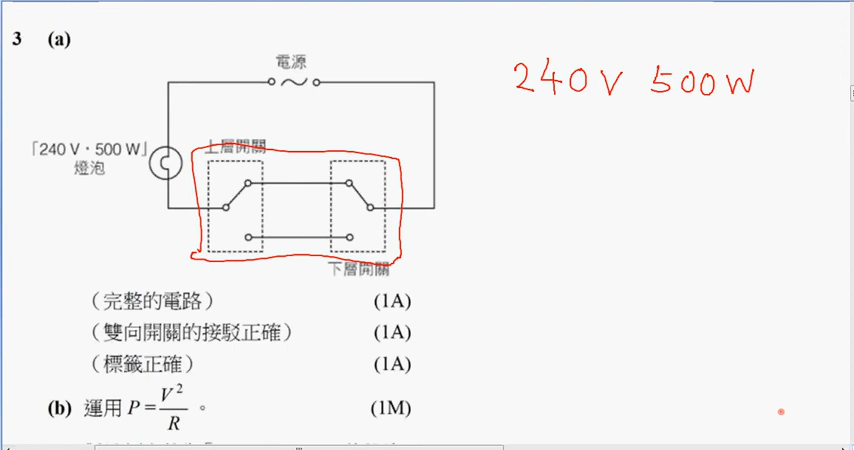 3 (a)
電源
240V 500W
「240 V，500 W」
燈泡
上層開關
下層開關
（完整的電路） (1A)
（雙向開關的接駁正確） (1A)
（標籤正確） (1A)
(b) 運用 P = V² / R 。 (1M)